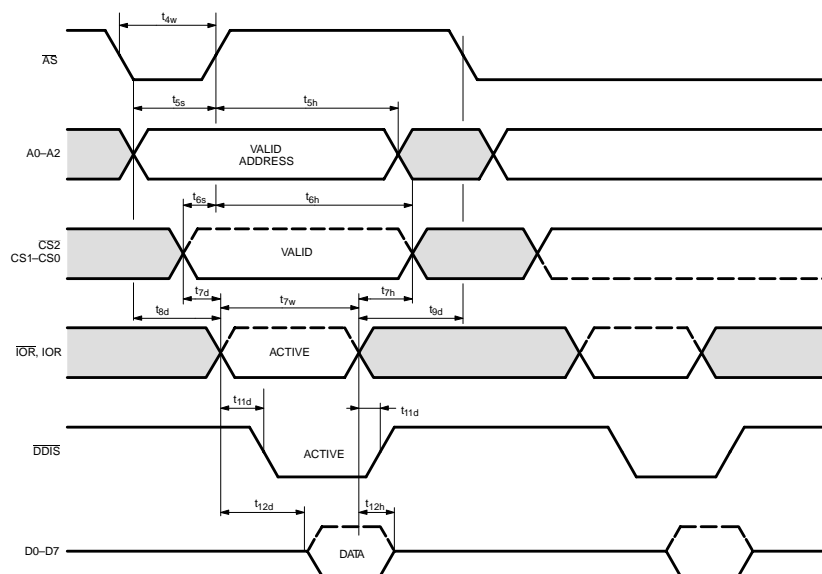 t4w
AS
t5s
t5h
A0–A2
VALID
ADDRESS
t6s
t6h
CS2
CS1–CS0
VALID
t7d
t7w
t7h
t8d
t9d
IOR, IOR
ACTIVE
t11d
t11d
DDIS
ACTIVE
t12d
t12h
D0–D7
DATA